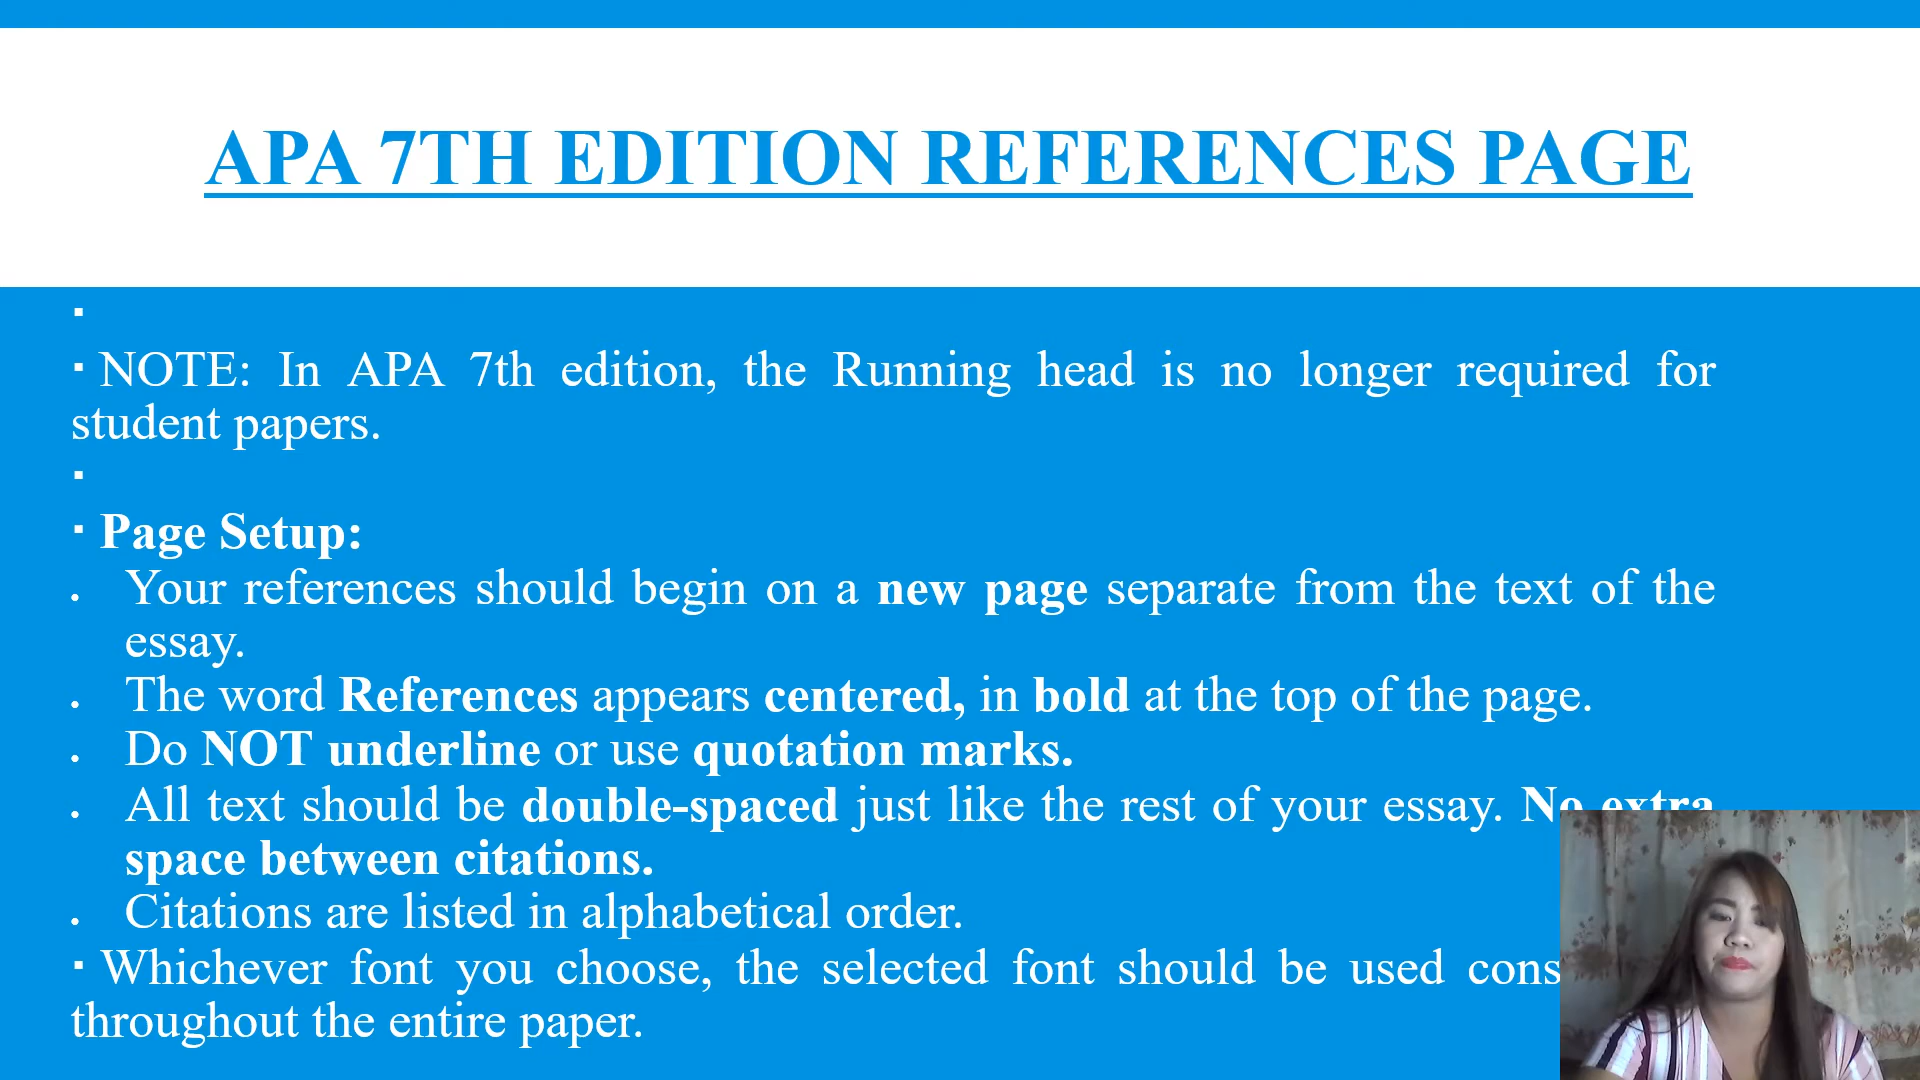 APA 7TH EDITION REFERENCES PAGE
NOTE: In APA 7th edition, the Running head is no longer required for
student papers.
Page Setup:
Your references should begin on a new page separate from the text of the
essay.
The word References appears centered, in bold at the top of the page.
Do NOT underline or use quotation marks.
All text should be double-spaced just like the rest of your essay. No extra
space between citations.
Citations are listed in alphabetical order.
Whichever font you choose, the selected font should be used
throughout the entire paper.